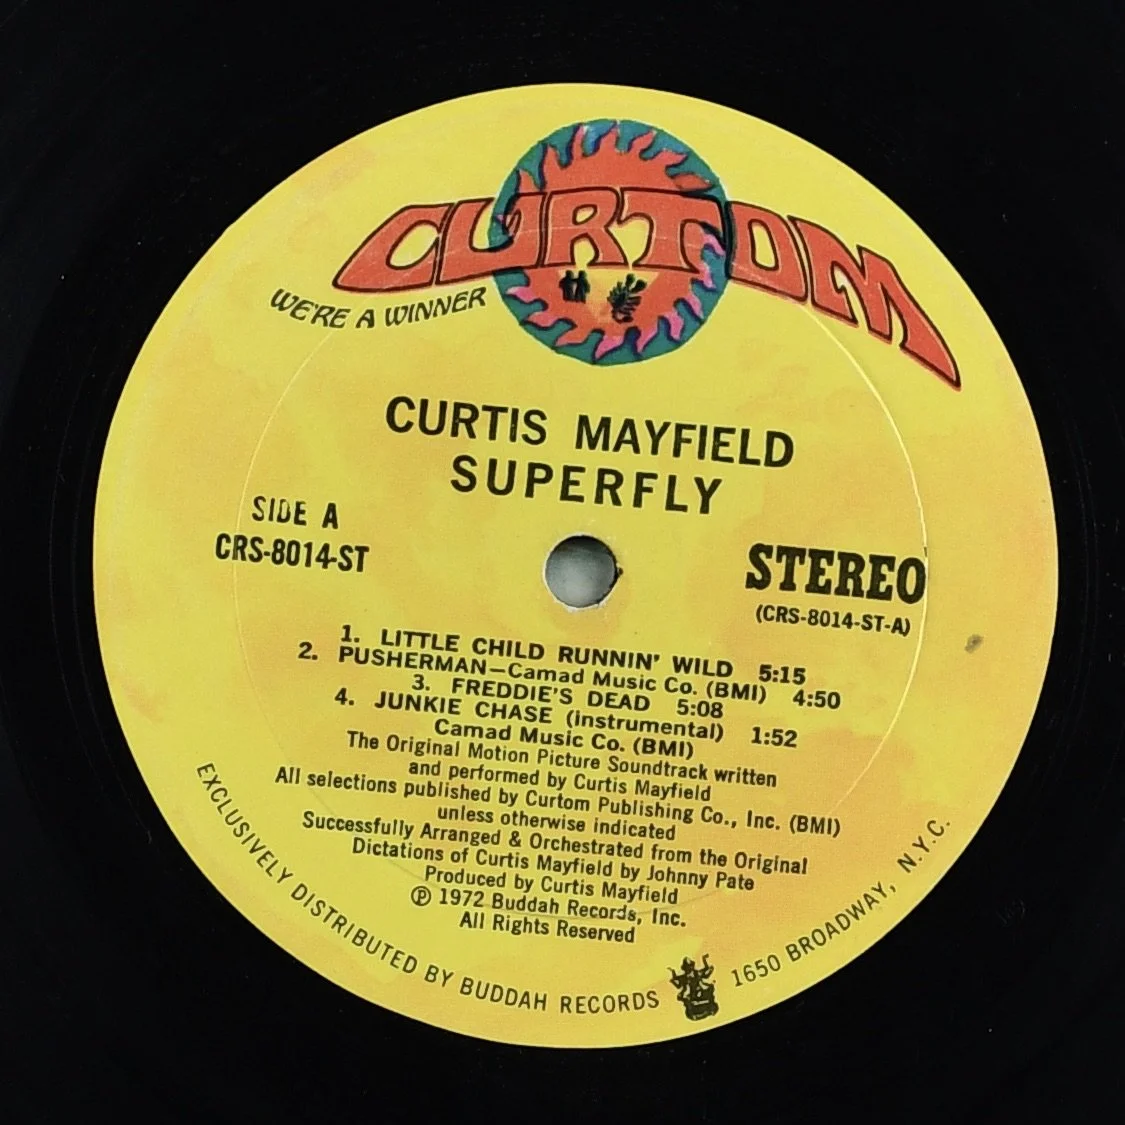 CURTOM
WE'RE A WINNER
CURTIS MAYFIELD
SUPERFLY
SIDE A
CRS-8014-ST
STEREO
(CRS-8014-ST-A)
1. LITTLE CHILD RUNNIN' WILD 5:15
2. PUSHERMAN—Camad Music Co. (BMI) 4:50
3. FREDDIE'S DEAD 5:08
4. JUNKIE CHASE (instrumental) 1:52
Camad Music Co. (BMI)
The Original Motion Picture Soundtrack written
and performed by Curtis Mayfield
All selections published by Curtom Publishing Co., Inc. (BMI)
unless otherwise indicated
Successfully Arranged & Orchestrated from the Original
Dictations of Curtis Mayfield by Johnny Pate
Produced by Curtis Mayfield
Ⓟ 1972 Buddah Records, Inc.
All Rights Reserved
EXCLUSIVELY DISTRIBUTED BY BUDDAH RECORDS 1650 BROADWAY, N.Y.C.